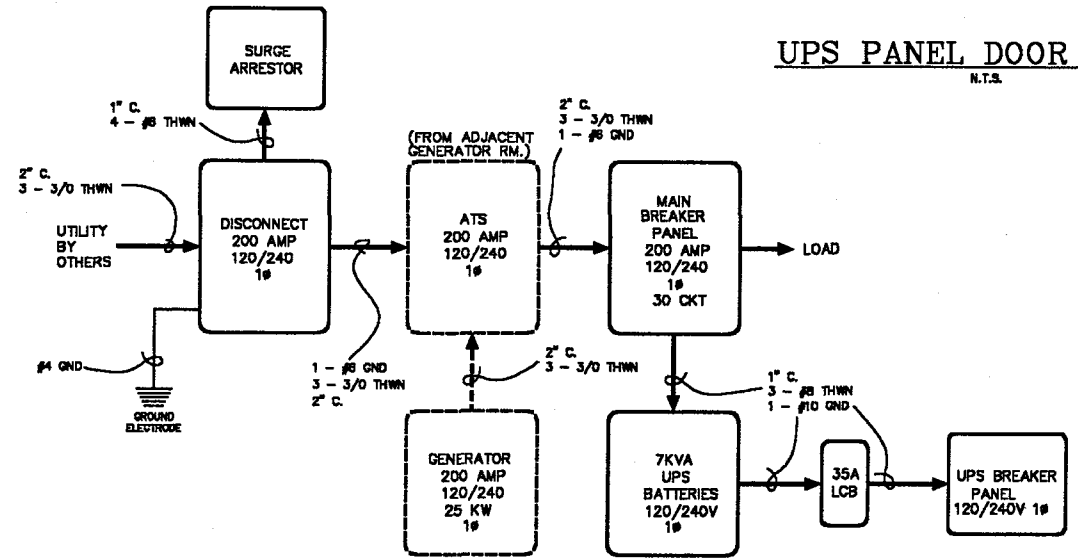 UPS PANEL DOOR
N.T.S.
SURGE
ARRESTOR
1" C.
4 - #6 THWN
2" C.
3 - 3/0 THWN
UTILITY
BY
OTHERS
DISCONNECT
200 AMP
120/240
1ø
#4 GND
GROUND
ELECTRODE
1 - #6 GND
3 - 3/0 THWN
2" C.
(FROM ADJACENT
GENERATOR RM.)
ATS
200 AMP
120/240
1ø
2" C.
3 - 3/0 THWN
1 - #6 GND
MAIN
BREAKER
PANEL
200 AMP
120/240
1ø
30 CKT
LOAD
2" C.
3 - 3/0 THWN
GENERATOR
200 AMP
120/240
25 KW
1ø
1" C.
3 - #8 THWN
1 - #10 GND
7KVA
UPS
BATTERIES
120/240V
1ø
35A
LCB
UPS BREAKER
PANEL
120/240V 1ø